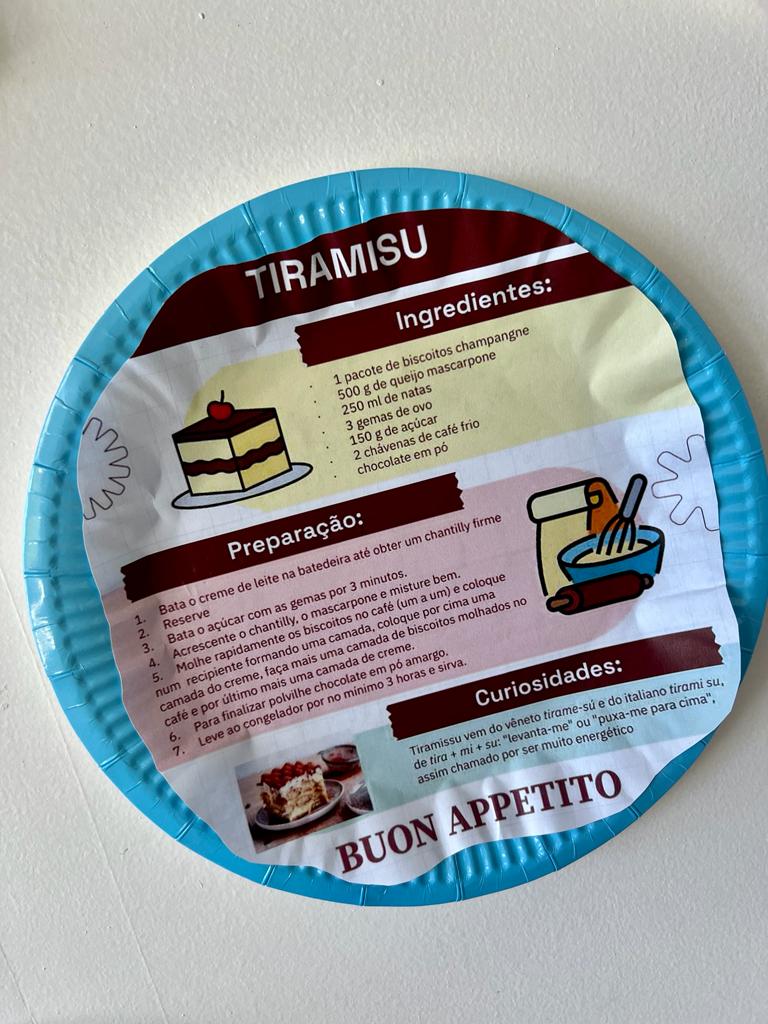 TIRAMISU
Ingredientes:
1 pacote de biscoitos champangne
500 g de queijo mascarpone
250 ml de natas
3 gemas de ovo
150 g de açúcar
2 chávenas de café frio
chocolate em pó
Preparação:
1. Bata o creme de leite na batedeira até obter um chantilly firme
2. Reserve
3. Bata o açúcar com as gemas por 3 minutos.
4. Acrescente o chantilly, o mascarpone e misture bem.
5. Molhe rapidamente os biscoitos no café (um a um) e coloque
num recipiente formando uma camada, coloque por cima uma
camada do creme, faça mais uma camada de biscoitos molhados no
café e por último mais uma camada de creme.
6. Para finalizar polvilhe chocolate em pó amargo.
7. Leve ao congelador por no mínimo 3 horas e sirva.
Curiosidades:
Tiramissu vem do vêneto tirame-sú e do italiano tirami su,
de tira + mi + su: "levanta-me" ou "puxa-me para cima",
assim chamado por ser muito energético
BUON APPETITO